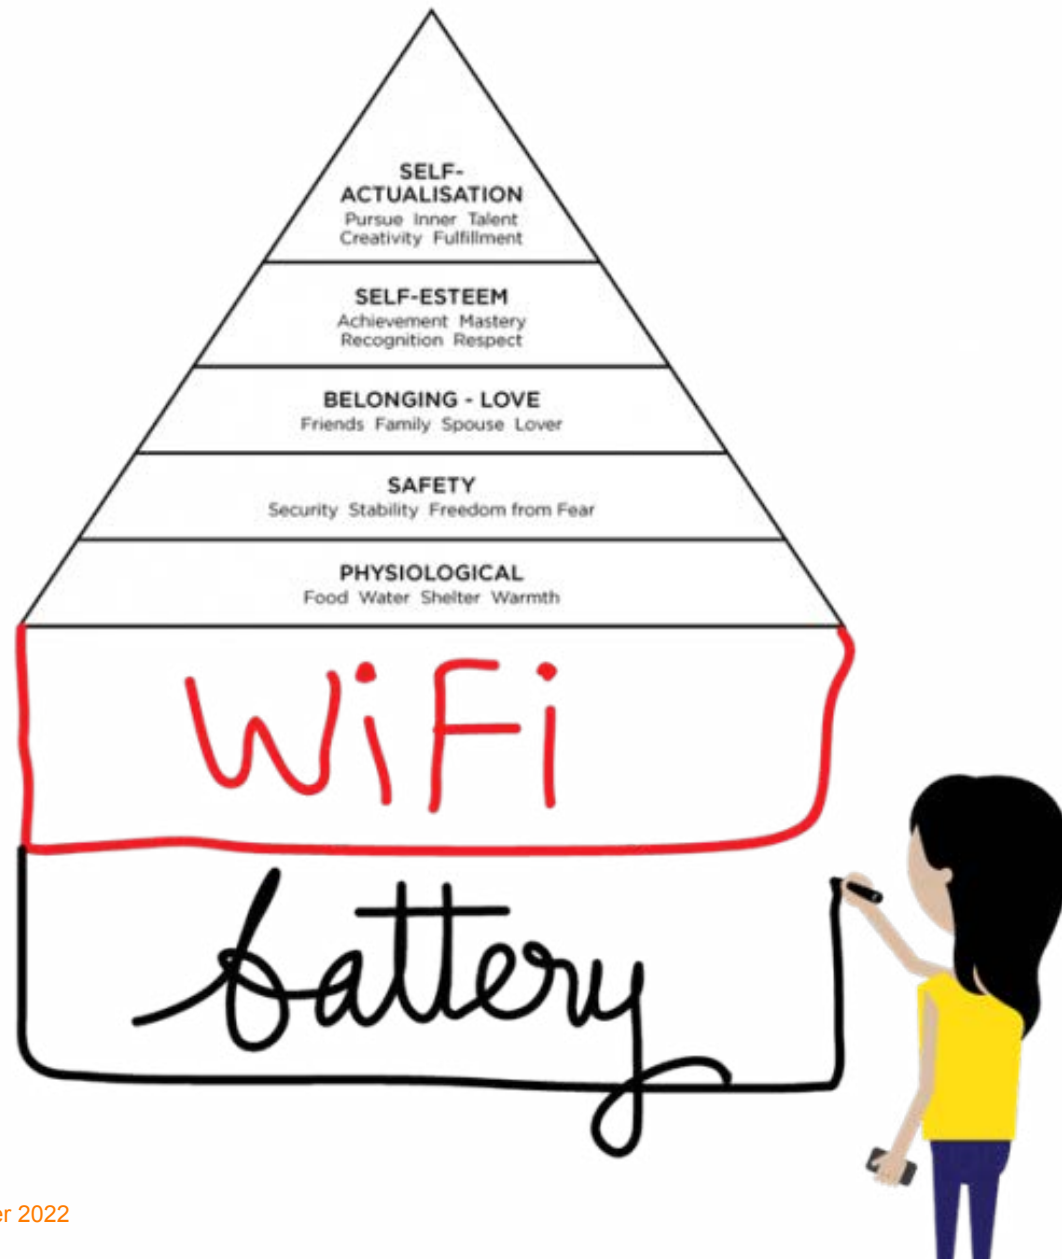 SELF-
ACTUALISATION
Pursue Inner Talent
Creativity Fulfillment
SELF-ESTEEM
Achievement Mastery
Recognition Respect
BELONGING - LOVE
Friends Family Spouse Lover
SAFETY
Security Stability Freedom from Fear
PHYSIOLOGICAL
Food Water Shelter Warmth
WiFi
battery
2022